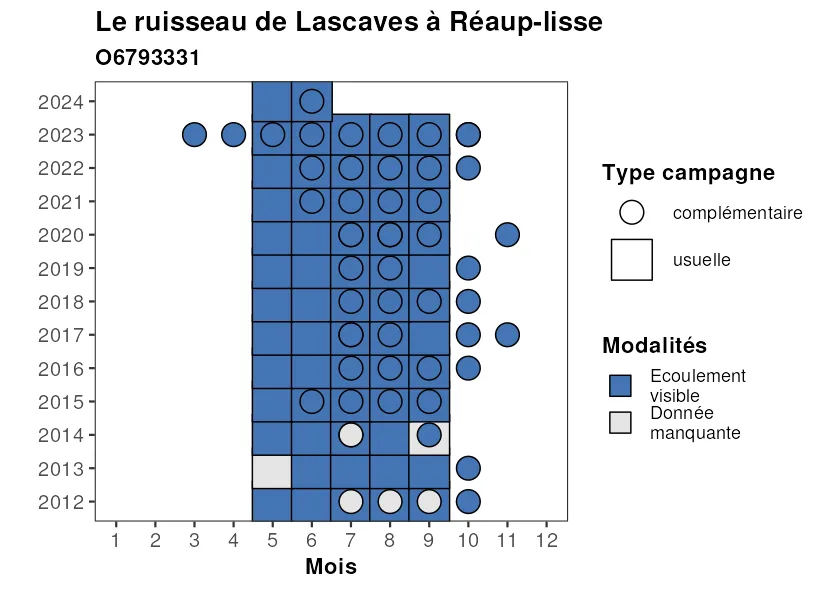 Le ruisseau de Lascaves à Réaup-lisse
O6793331
2024
2023
2022
2021
2020
2019
2018
2017
2016
2015
2014
2013
2012
1 2 3 4 5 6 7 8 9 10 11 12
Mois
Type campagne
complémentaire
usuelle
Modalités
Ecoulement
visible
Donnée
manquante